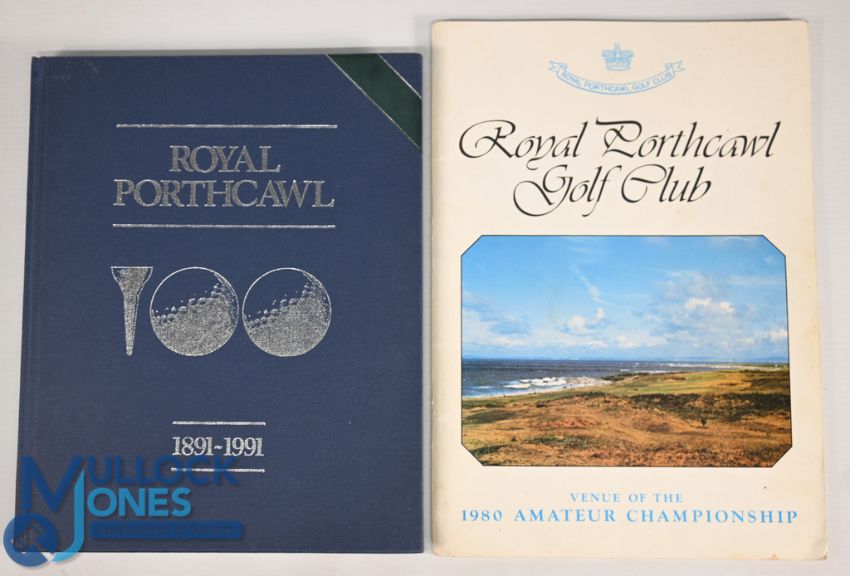 ROYAL
PORTHCAWL
100
1891~1991
MULLOCK
JONES
ROYAL PORTHCAWL GOLF CLUB
Royal Porthcawl
Golf Club
VENUE OF THE
1980 AMATEUR CHAMPIONSHIP